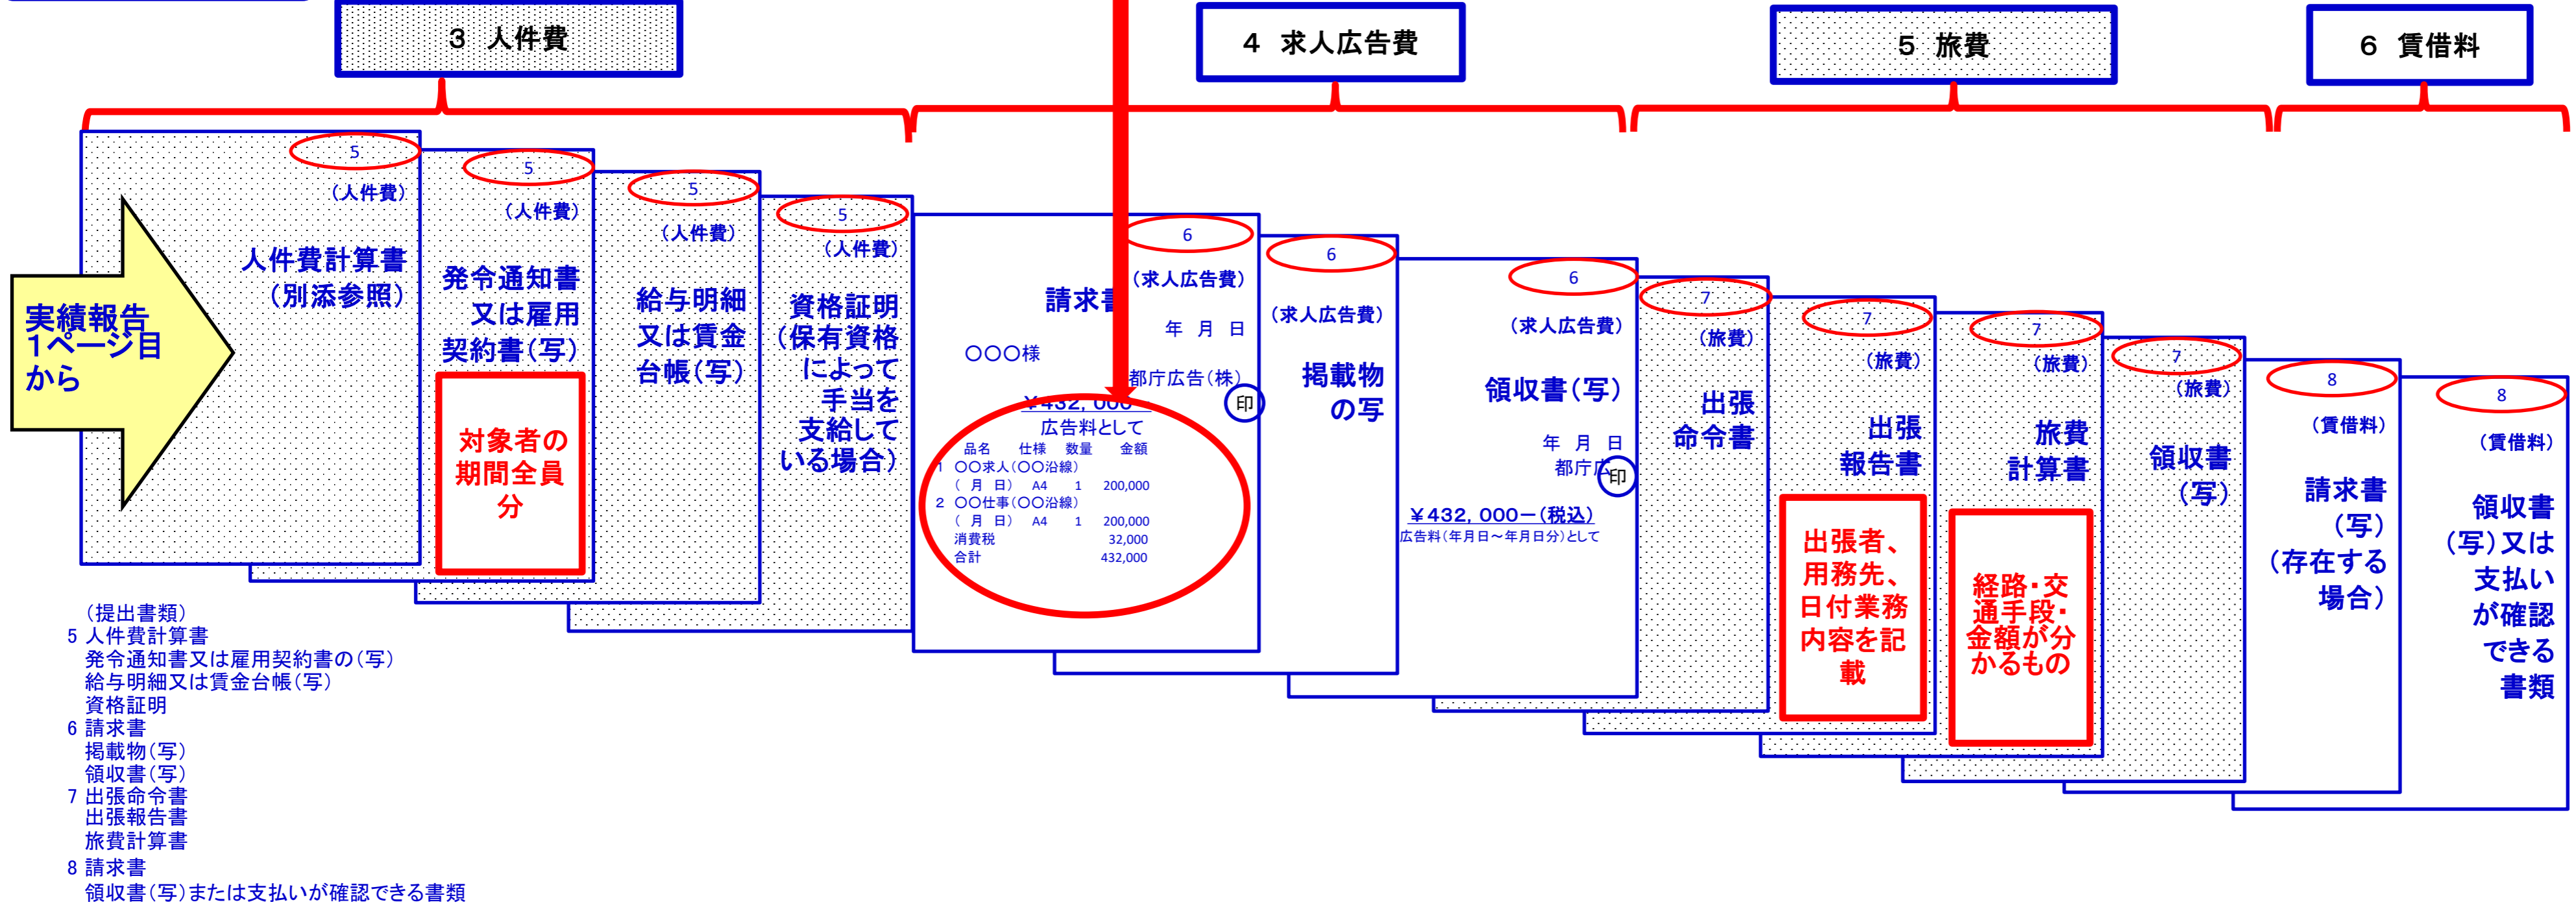 ３　人件費
４　求人広告費
５　旅費
６　賃借料
実績報告
１ページ目
から
5
（人件費）
人件費計算書
（別添参照）
5
（人件費）
発令通知書
又は雇用
契約書（写）
対象者の
期間全員
分
5
（人件費）
給与明細
又は賃金
台帳（写）
5
（人件費）
資格証明
（保有資格
によって
手当を
支給して
いる場合）
6
（求人広告費）
請求書
年　月　日
〇〇〇様
都庁広告（株）
印
￥432，000－
広告料として
品名　仕様　数量　金額
1　〇〇求人（〇〇沿線）
（　月　日）　A4　1　200,000
2　〇〇仕事（〇〇沿線）
（　月　日）　A4　1　200,000
消費税　32,000
合計　432,000
6
（求人広告費）
掲載物
の写
6
（求人広告費）
領収書（写）
年　月　日
都庁広
印
￥432，000－（税込）
広告料（年月日～年月日分）として
7
（旅費）
出張
命令書
7
（旅費）
出張
報告書
出張者、
用務先、
日付業務
内容を記
載
7
（旅費）
旅費
計算書
経路・交
通手段・
金額が分
かるもの
7
（旅費）
領収書
（写）
8
（賃借料）
請求書
（写）
（存在する
場合）
8
（賃借料）
領収書
（写）又は
支払い
が確認
できる
書類
（提出書類）
5 人件費計算書
発令通知書又は雇用契約書の（写）
給与明細又は賃金台帳（写）
資格証明
6 請求書
掲載物（写）
領収書（写）
7 出張命令書
出張報告書
旅費計算書
8 請求書
領収書（写）または支払いが確認できる書類